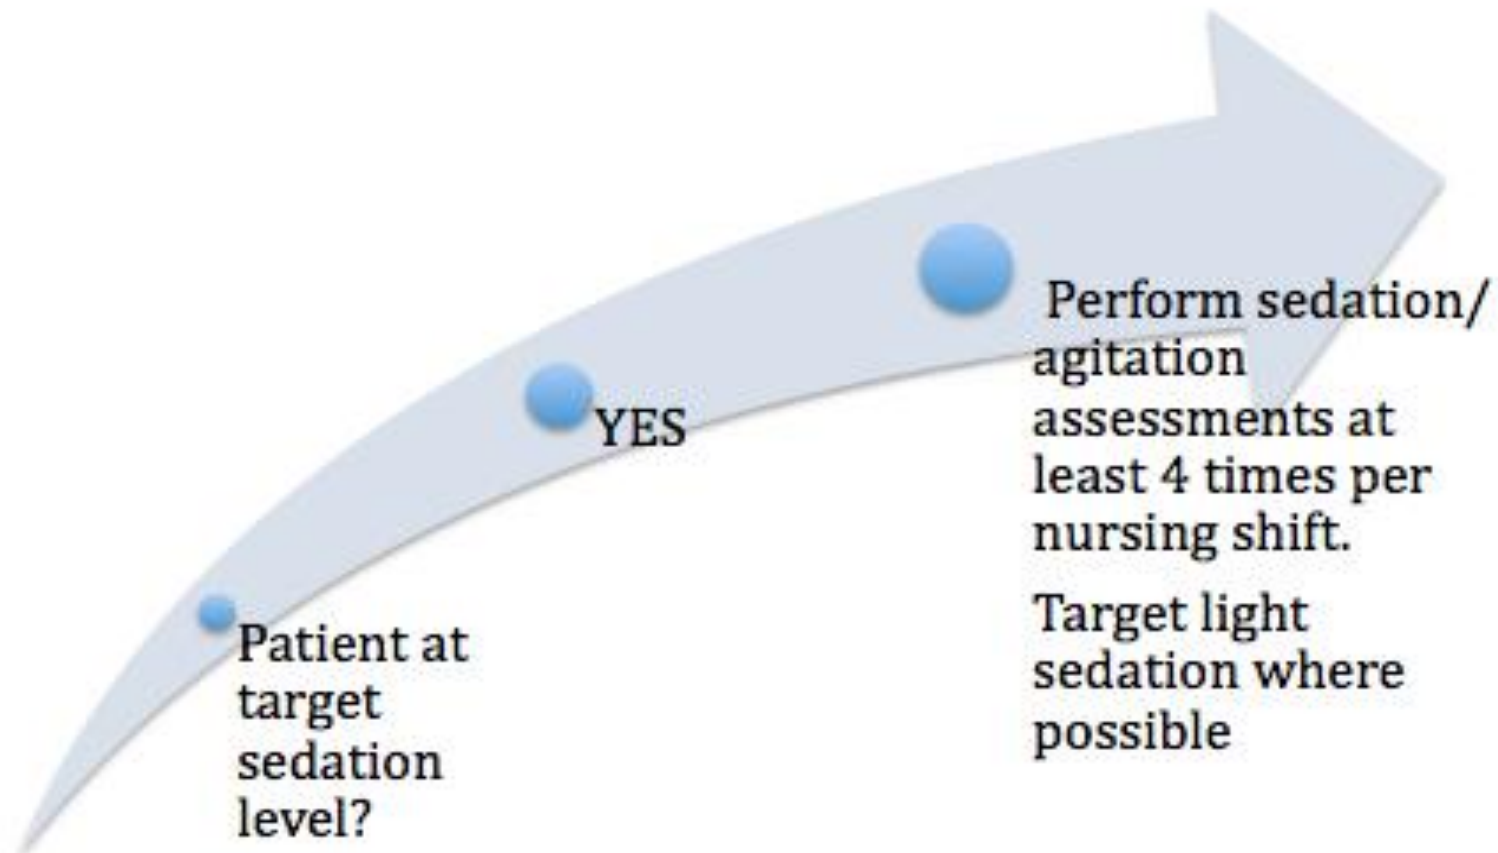 Patient at
target
sedation
level?
YES
Perform sedation/
agitation
assessments at
least 4 times per
nursing shift.
Target light
sedation where
possible